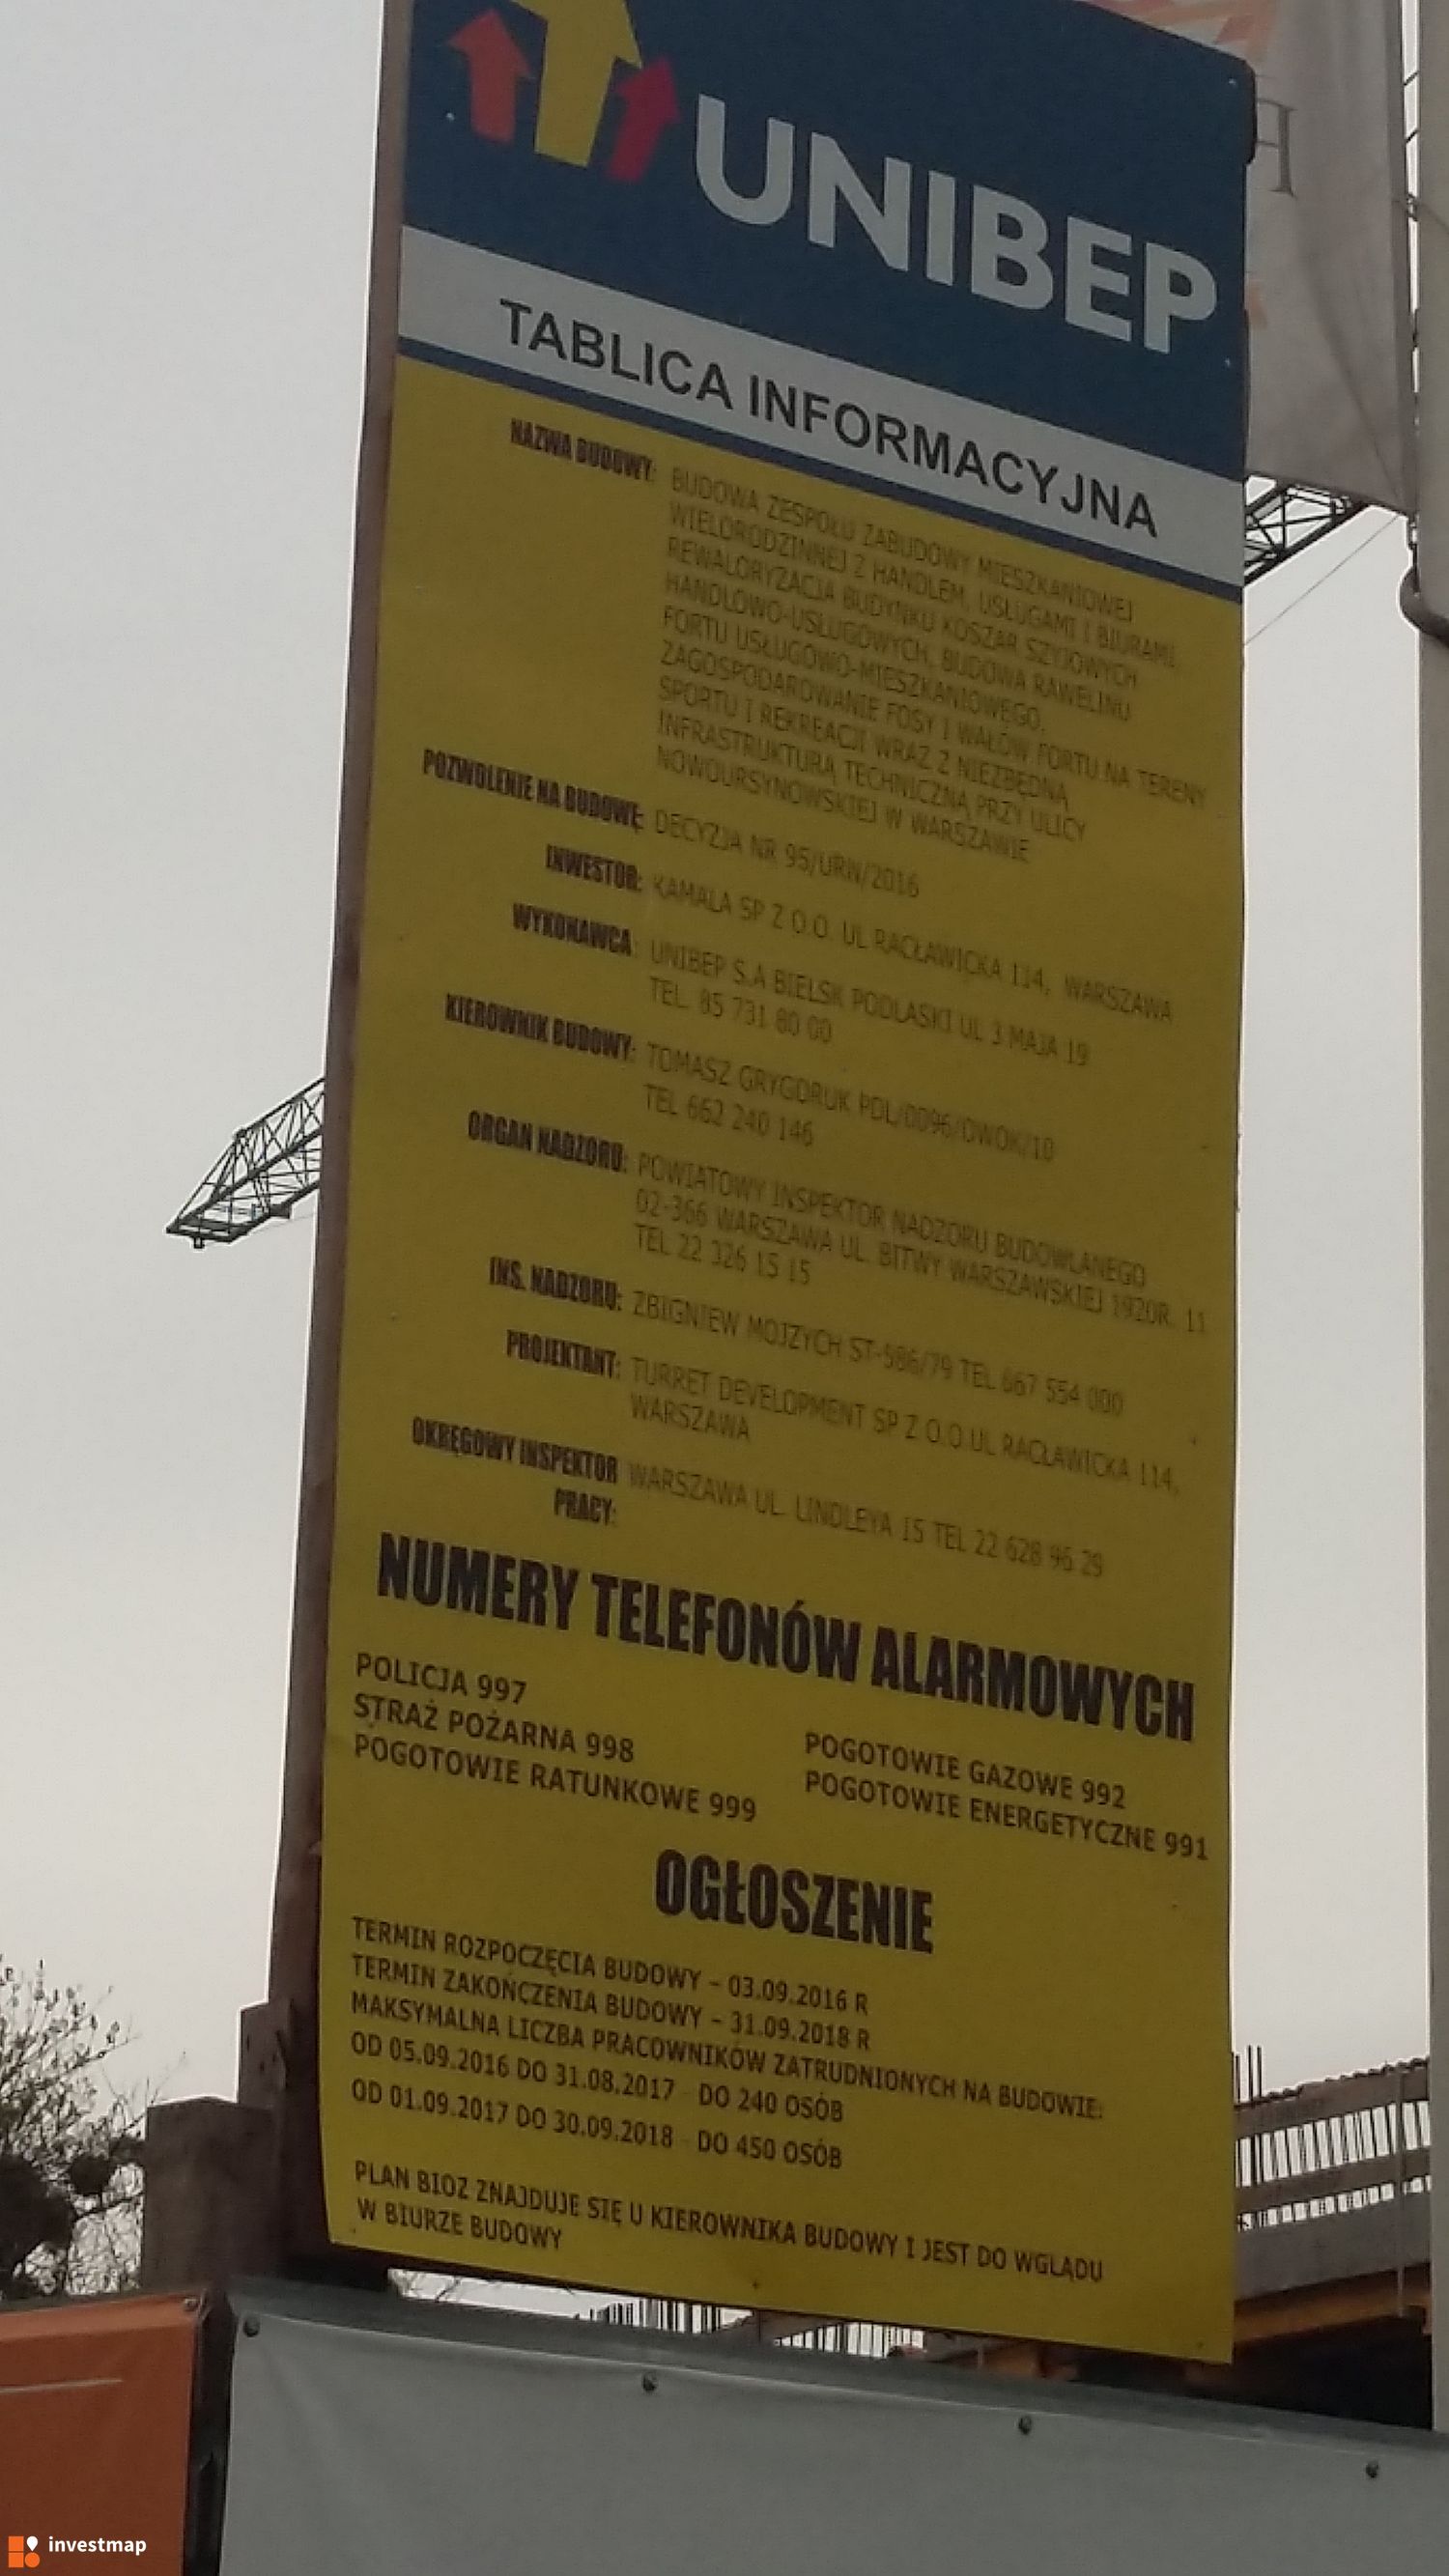 UNIBEP
TABLICA INFORMACYJNA
NAZWA BUDOWY: BUDOWA ZESPOŁU ZABUDOWY MIESZKANIOWEJ
WIELORODZINNEJ Z HANDLEM, USŁUGAMI I BIURAMI,
REWALORYZACJA BUDYNKU KOSZAR SZYJOWYCH
HANDLOWO-USŁUGOWYCH, BUDOWA RAWELINU
FORTU USŁUGOWO-MIESZKANIOWEGO,
ZAGOSPODAROWANIE FOSY I WAŁÓW FORTU NA TERENY
SPORTU I REKREACJI WRAZ Z NIEZBĘDNĄ
INFRASTRUKTURĄ TECHNICZNĄ PRZY ULICY
NOWOURSYNOWSKIEJ W WARSZAWIE
POZWOLENIE NA BUDOWĘ: DECYZJA NR 95/URN/2016
INWESTOR: KAMALA SP Z O.O. UL RACŁAWICKA 114, WARSZAWA
WYKONAWCA: UNIBEP S.A BIELSK PODLASKI UL 3 MAJA 19
TEL. 85 731 80 00
KIEROWNIK BUDOWY: TOMASZ GRYGORUK PDL/0096/OWOK/10
TEL 662 240 146
ORGAN NADZORU: POWIATOWY INSPEKTOR NADZORU BUDOWLANEGO
02-366 WARSZAWA UL. BITWY WARSZAWSKIEJ 1920R. 11
TEL 22 326 15 15
INS. NADZORU: ZBIGNIEW MOJZYCH ST-586/79 TEL 667 554 000
PROJEKTANT: TURRET DEVELOPMENT SP Z O.O UL RACŁAWICKA 114,
WARSZAWA
OKRĘGOWY INSPEKTOR WARSZAWA UL. LINDLEYA 15 TEL 22 628 96 29
PRACY:
NUMERY TELEFONÓW ALARMOWYCH
POLICJA 997
STRAŻ POŻARNA 998
POGOTOWIE RATUNKOWE 999
POGOTOWIE GAZOWE 992
POGOTOWIE ENERGETYCZNE 991
OGŁOSZENIE
TERMIN ROZPOCZĘCIA BUDOWY – 03.09.2016 R
TERMIN ZAKOŃCZENIA BUDOWY – 31.09.2018 R
MAKSYMALNA LICZBA PRACOWNIKÓW ZATRUDNIONYCH NA BUDOWIE:
OD 05.09.2016 DO 31.08.2017 - DO 240 OSÓB
OD 01.09.2017 DO 30.09.2018 - DO 450 OSÓB
PLAN BIOZ ZNAJDUJE SIĘ U KIEROWNIKA BUDOWY I JEST DO WGLĄDU
W BIURZE BUDOWY
investmap